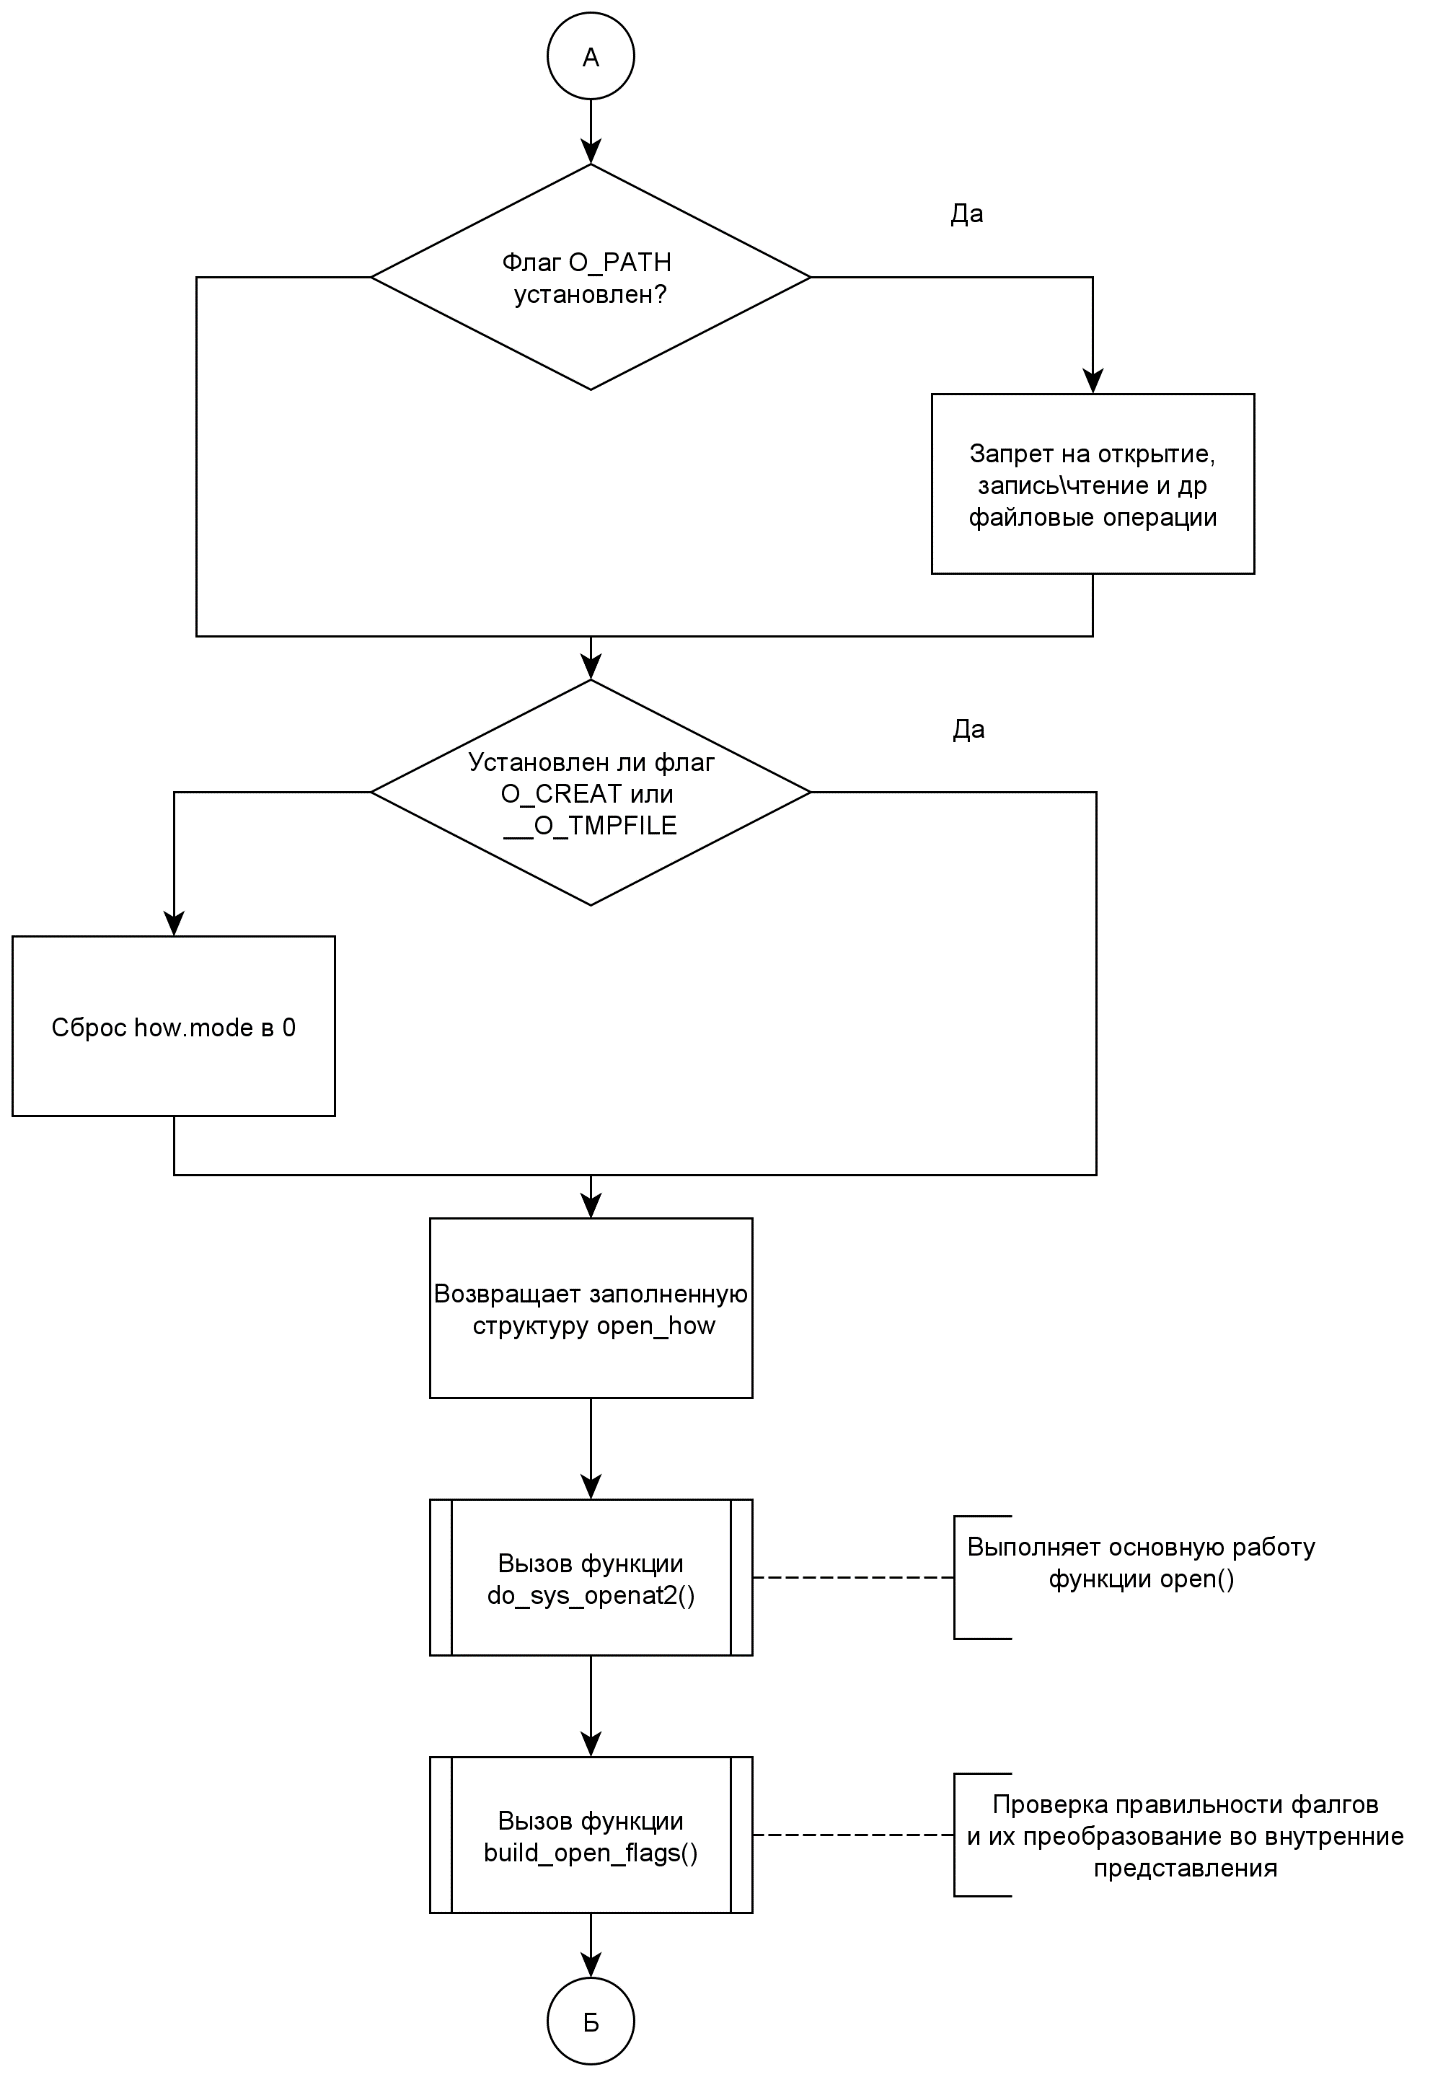 А
Да
Флаг O_PATH
установлен?
Запрет на открытие,
запись\чтение и др
файловые операции
Да
Установлен ли флаг
O_CREAT или
__O_TMPFILE
Сброс how.mode в 0
Возвращает заполненную
структуру open_how
Вызов функции
do_sys_openat2()
Выполняет основную работу
функции open()
Вызов функции
build_open_flags()
Проверка правильности фалгов
и их преобразование во внутренние
представления
Б